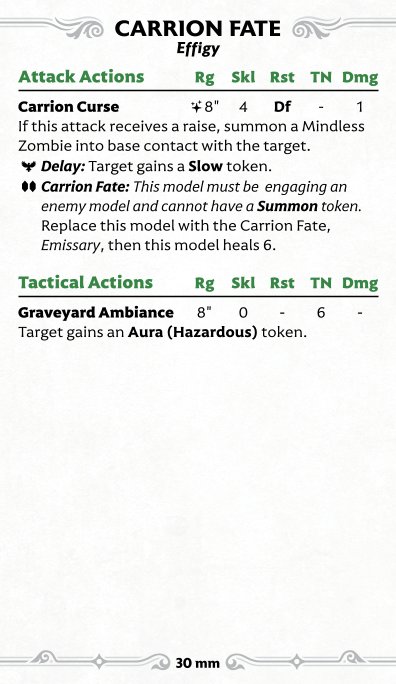 CARRION FATE
Effigy
Attack Actions Rg Skl Rst TN Dmg
Carrion Curse 8" 4 Df - 1
If this attack receives a raise, summon a Mindless
Zombie into base contact with the target.
Delay: Target gains a Slow token.
Carrion Fate: This model must be engaging an
enemy model and cannot have a Summon token.
Replace this model with the Carrion Fate,
Emissary, then this model heals 6.
Tactical Actions Rg Skl Rst TN Dmg
Graveyard Ambiance 8" 0 - 6 -
Target gains an Aura (Hazardous) token.
30 mm